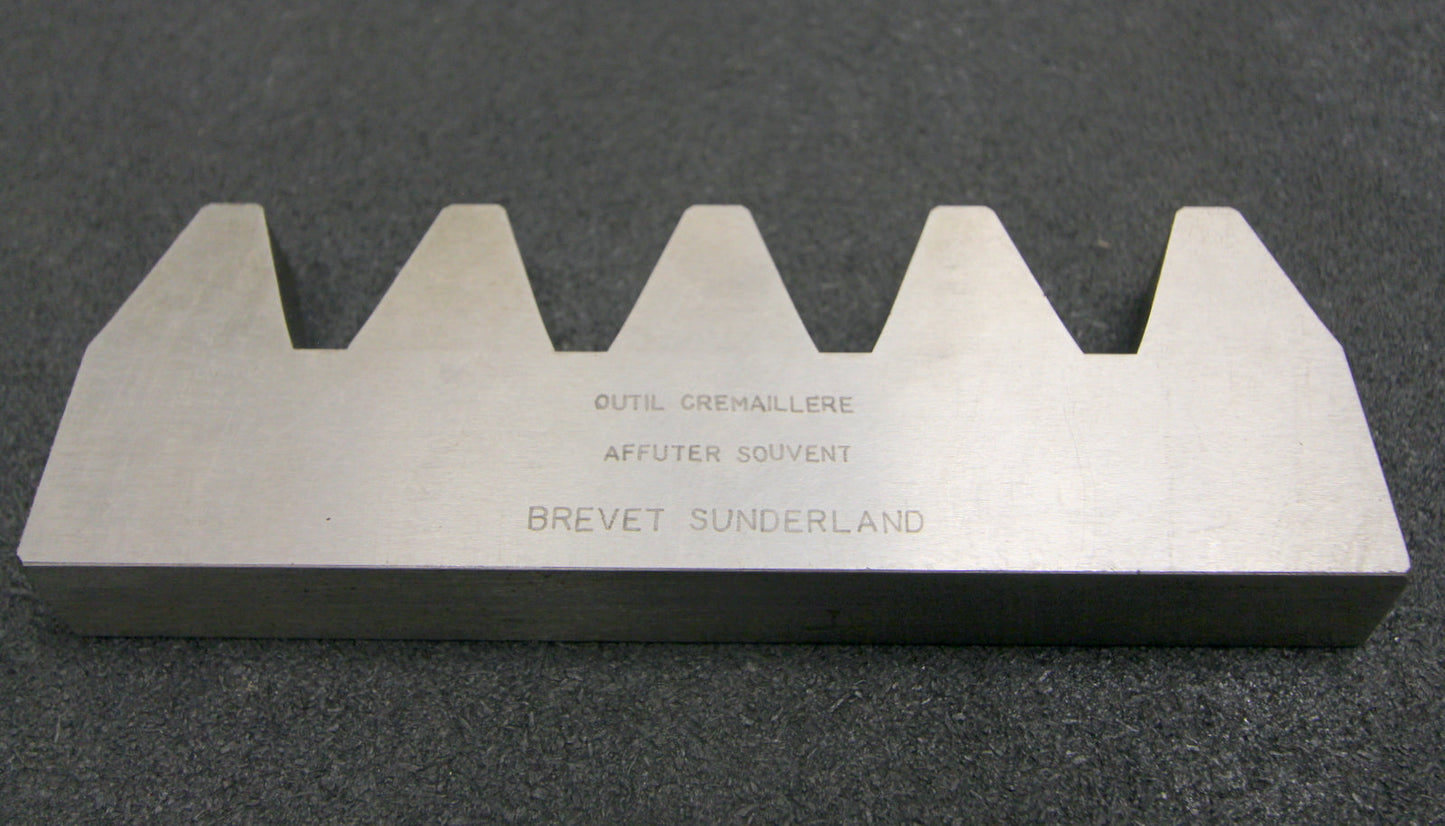 OUTIL CREMAILLERE
AFFUTER SOUVENT
BREVET SUNDERLAND